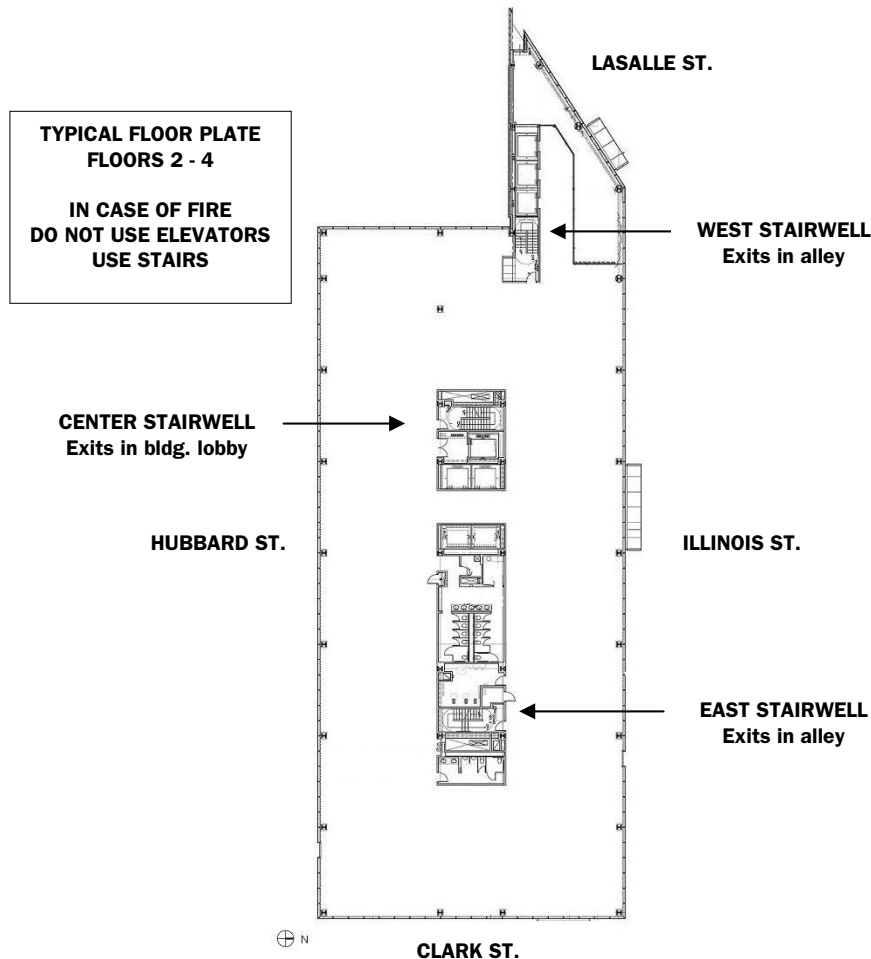 LASALLE ST.
TYPICAL FLOOR PLATE
FLOORS 2 - 4
IN CASE OF FIRE
DO NOT USE ELEVATORS
USE STAIRS
WEST STAIRWELL
Exits in alley
CENTER STAIRWELL
Exits in bldg. lobby
HUBBARD ST.
ILLINOIS ST.
EAST STAIRWELL
Exits in alley
N
CLARK ST.